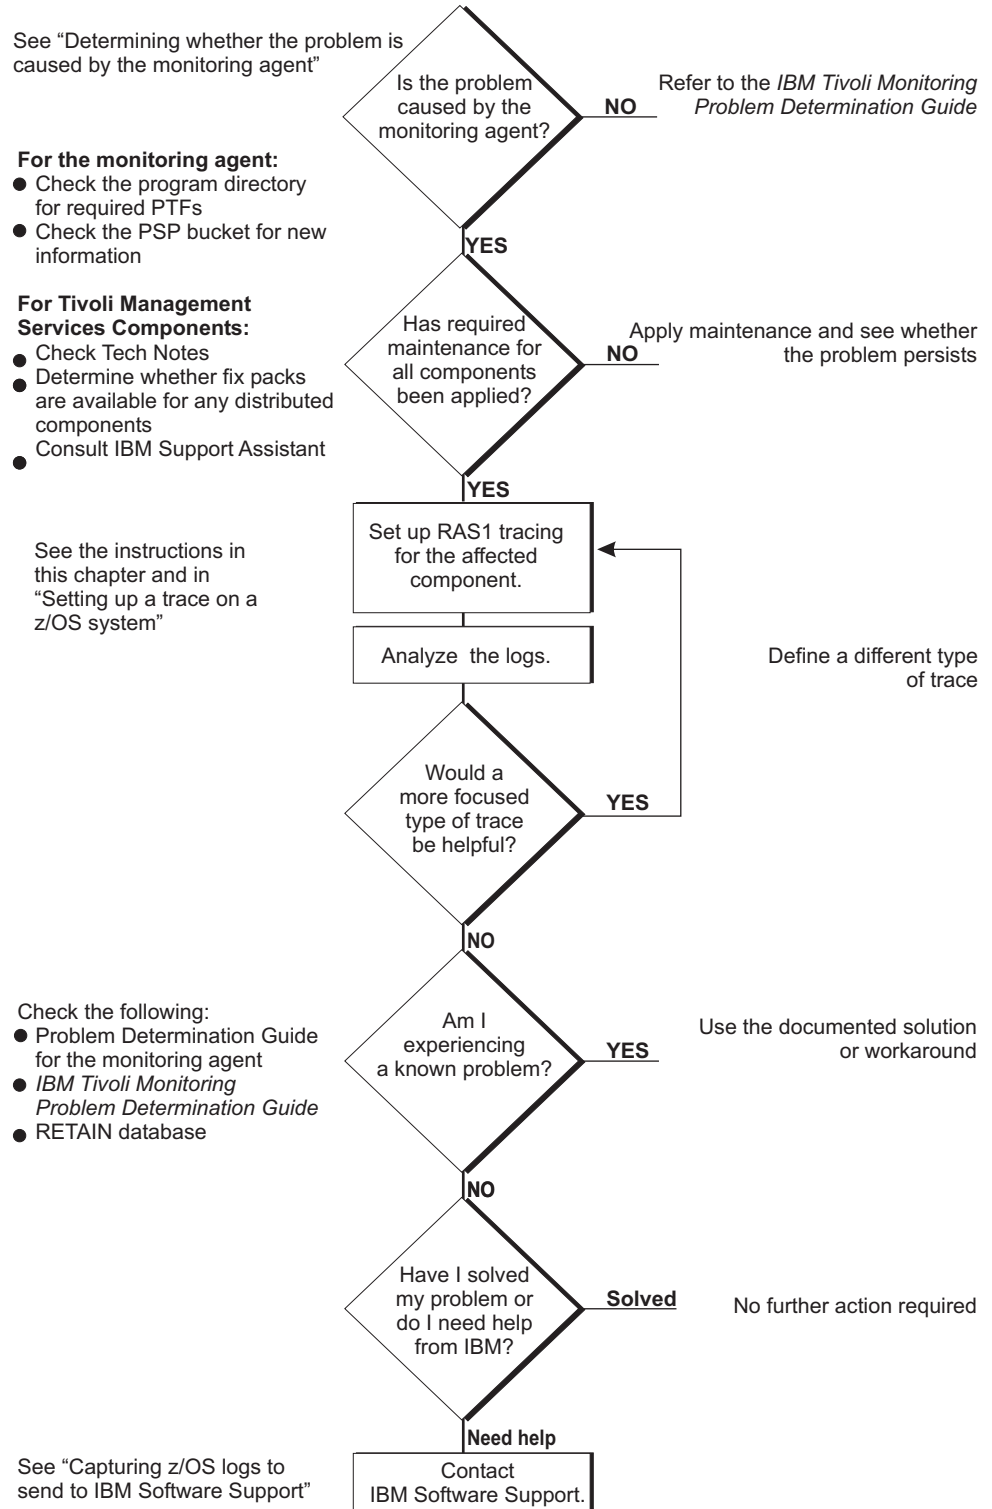 See “Determining whether the problem is
caused by the monitoring agent”
Is the problem
caused by the
monitoring agent?
NO
Refer to the IBM Tivoli Monitoring
Problem Determination Guide
For the monitoring agent:
● Check the program directory
for required PTFs
● Check the PSP bucket for new
information
YES
For Tivoli Management
Services Components:
● Check Tech Notes
● Determine whether fix packs
are available for any distributed
components
● Consult IBM Support Assistant
Has required
maintenance for
all components
been applied?
NO
Apply maintenance and see whether
the problem persists
YES
See the instructions in
this chapter and in
“Setting up a trace on a
z/OS system”
Set up RAS1 tracing
for the affected
component.
Analyze the logs.
Define a different type
of trace
Would a
more focused
type of trace
be helpful?
YES
NO
Check the following:
● Problem Determination Guide
for the monitoring agent
● IBM Tivoli Monitoring
Problem Determination Guide
● RETAIN database
Am I
experiencing
a known problem?
YES
Use the documented solution
or workaround
NO
Have I solved
my problem or
do I need help
from IBM?
Solved
No further action required
Need help
See “Capturing z/OS logs to
send to IBM Software Support”
Contact
IBM Software Support.